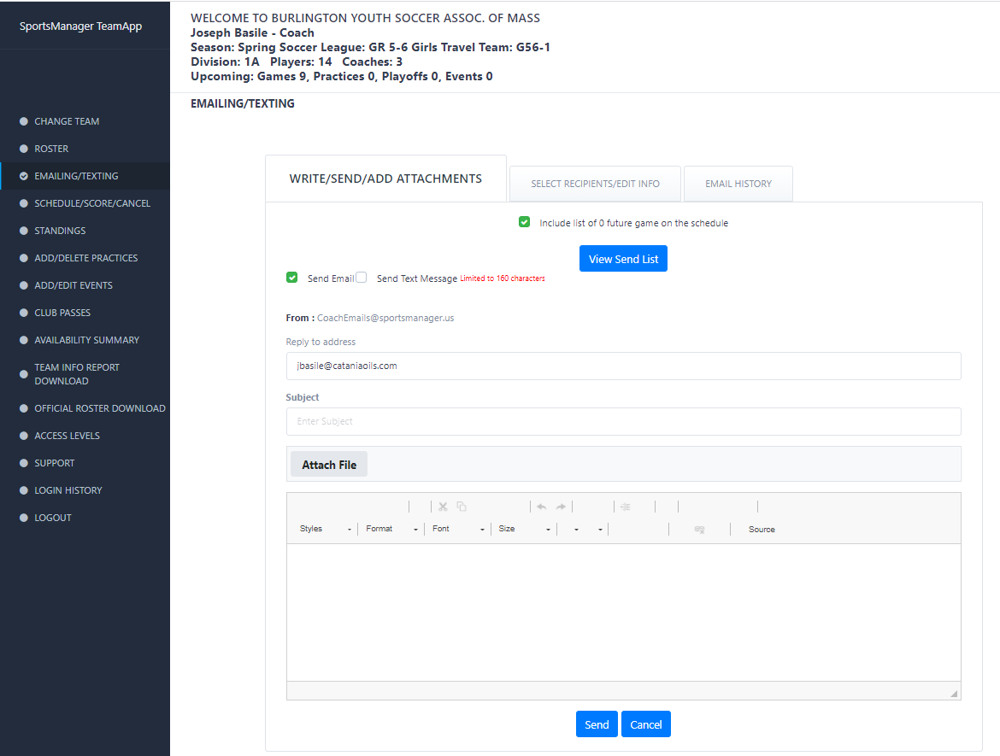 SportsManager TeamApp
WELCOME TO BURLINGTON YOUTH SOCCER ASSOC. OF MASS
Joseph Basile - Coach
Season: Spring Soccer League: GR 5-6 Girls Travel Team: G56-1
Division: 1A Players: 14 Coaches: 3
Upcoming: Games 9, Practices 0, Playoffs 0, Events 0
EMAILING/TEXTING
CHANGE TEAM
ROSTER
EMAILING/TEXTING
SCHEDULE/SCORE/CANCEL
STANDINGS
ADD/DELETE PRACTICES
ADD/EDIT EVENTS
CLUB PASSES
AVAILABILITY SUMMARY
TEAM INFO REPORT
DOWNLOAD
OFFICIAL ROSTER DOWNLOAD
ACCESS LEVELS
SUPPORT
LOGIN HISTORY
LOGOUT
WRITE/SEND/ADD ATTACHMENTS
SELECT RECIPIENTS/EDIT INFO
EMAIL HISTORY
Include list of 0 future game on the schedule
View Send List
Send Email Send Text Message Limited to 160 characters
From : CoachEmails@sportsmanager.us
Reply to address
jbasile@cataniaoils.com
Subject
Enter Subject
Attach File
Styles Format Font Size Source
Send Cancel